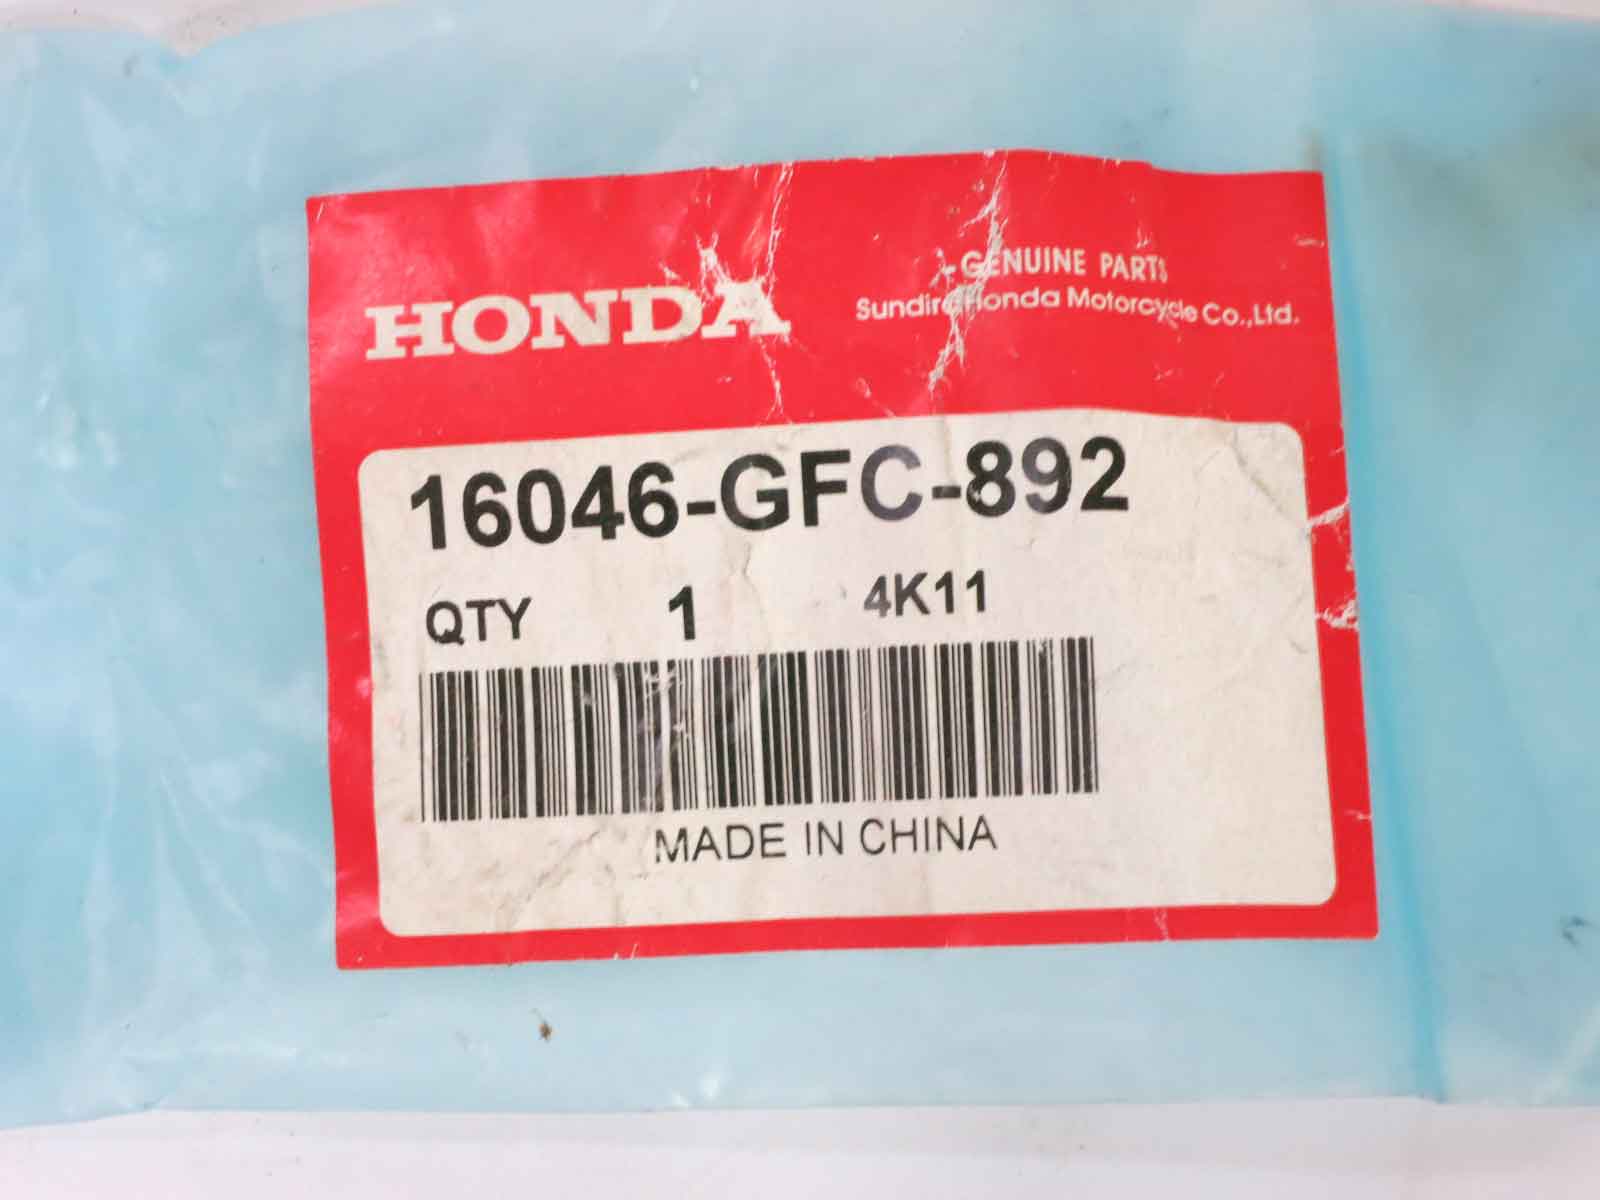 HONDA
GENUINE PARTS
Sundiro Honda Motorcycle Co.,Ltd.
16046-GFC-892
QTY 1 4K11
MADE IN CHINA